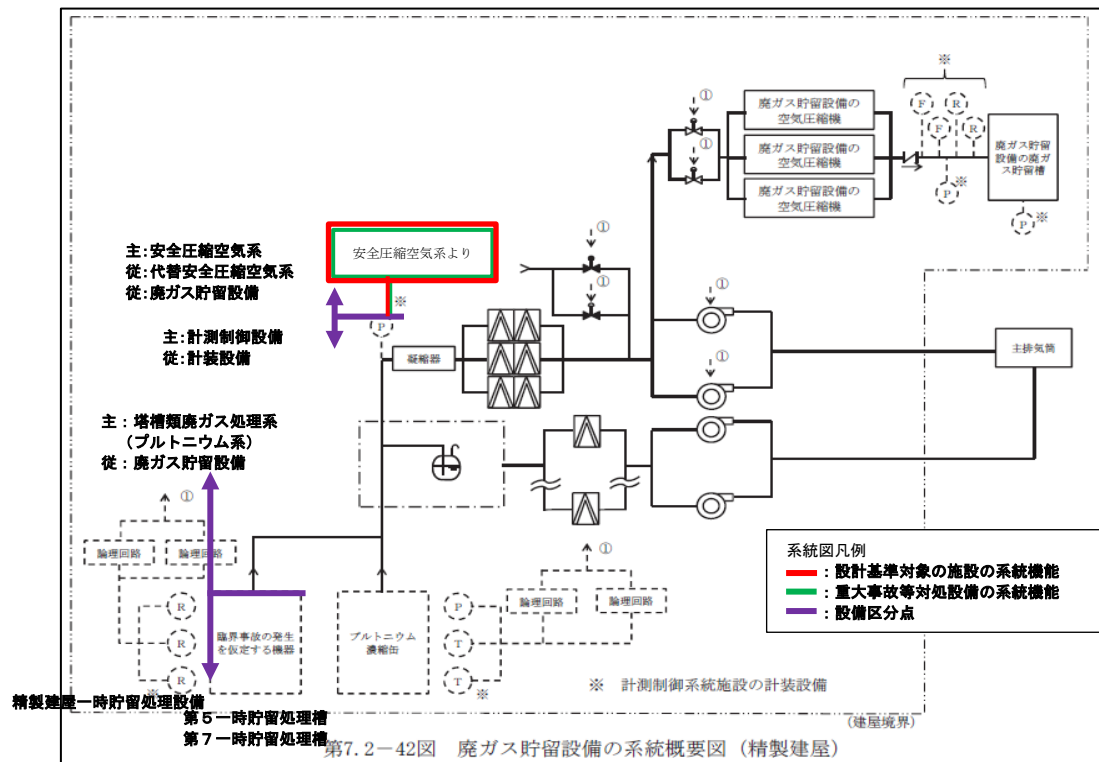 ※
①
F
R
廃ガス貯留設備の
空気圧縮機
①
F
R
廃ガス貯留設備の
空気圧縮機
廃ガス貯留設備の
空気圧縮機
廃ガス貯留
設備の廃ガ
ス貯留槽
P
※
P
※
主:安全圧縮空気系
従:代替安全圧縮空気系
従:廃ガス貯留設備
安全圧縮空気系より
※
①
①
①
P
主:計測制御設備
従:計装設備
凝縮器
主排気筒
①
主:塔槽類廃ガス処理系
(プルトニウム系)
従:廃ガス貯留設備
①
論理回路
論理回路
①
論理回路
論理回路
系統図凡例
:設計基準対象の施設の系統機能
:重大事故等対処設備の系統機能
:設備区分点
R
R
R
※
臨界事故の発生
を仮定する機器
プルトニウム
濃縮缶
P
T
T
※
※ 計測制御系統施設の計装設備
精製建屋一時貯留処理設備
第5一時貯留処理槽
第7一時貯留処理槽
(建屋境界)
第7.2-42図 廃ガス貯留設備の系統概要図(精製建屋)